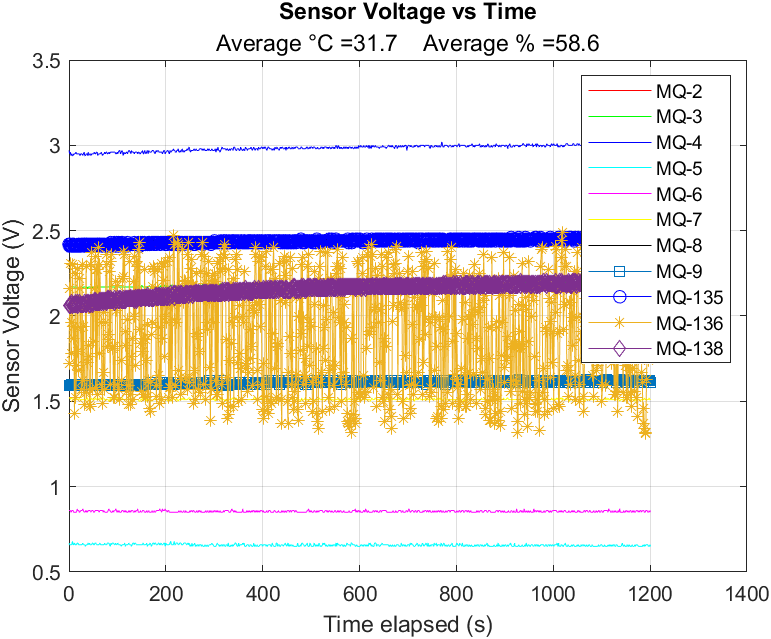 Sensor Voltage vs Time
Average °C =31.7 Average % =58.6
3.5
3
2.5
2
1.5
1
0.5
Sensor Voltage (V)
MQ-2
MQ-3
MQ-4
MQ-5
MQ-6
MQ-7
MQ-8
MQ-9
MQ-135
MQ-136
MQ-138
0 200 400 600 800 1000 1200 1400
Time elapsed (s)